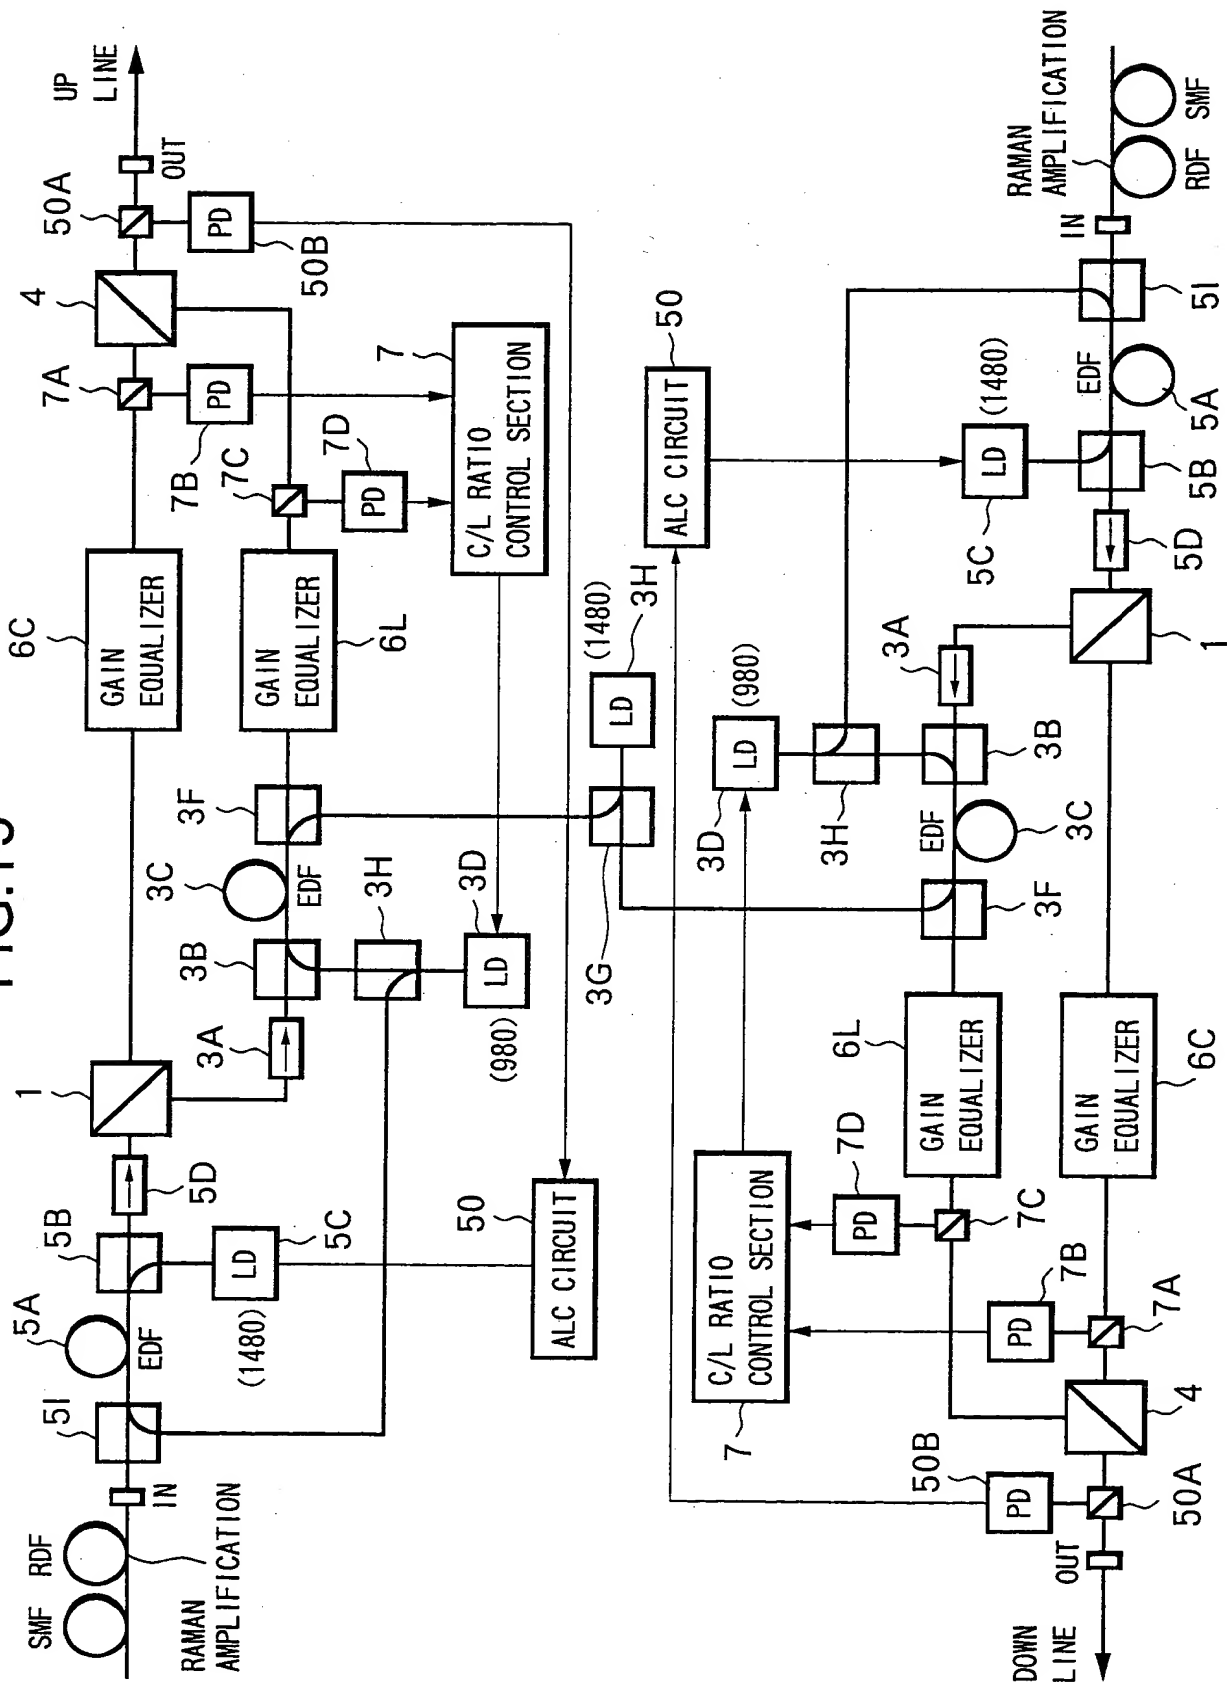 SMF
RDF
RAMAN
AMPLIFICATION
IN
5I
5A
EDF
5B
5D
LD
5C
(1480)
1
3A
3B
3C
EDF
3F
3H
LD
3D
(980)
GAIN
EQUALIZER
6C
GAIN
EQUALIZER
6L
7A
PD
7B
7C
PD
7D
4
50A
PD
50B
OUT
UP
LINE
C/L RATIO
CONTROL SECTION
7
50
ALC CIRCUIT
3G
LD
(1480)
3H
ALC CIRCUIT
50
C/L RATIO
CONTROL SECTION
7
LD
(980)
3D
3H
3B
3A
EDF
3C
3F
6L
GAIN
EQUALIZER
7D
PD
7C
GAIN
EQUALIZER
6C
7B
PD
7A
4
50B
PD
50A
OUT
DOWN
LINE
LD
(1480)
5C
1
5D
5B
EDF
5A
5I
IN
RAMAN
AMPLIFICATION
RDF
SMF